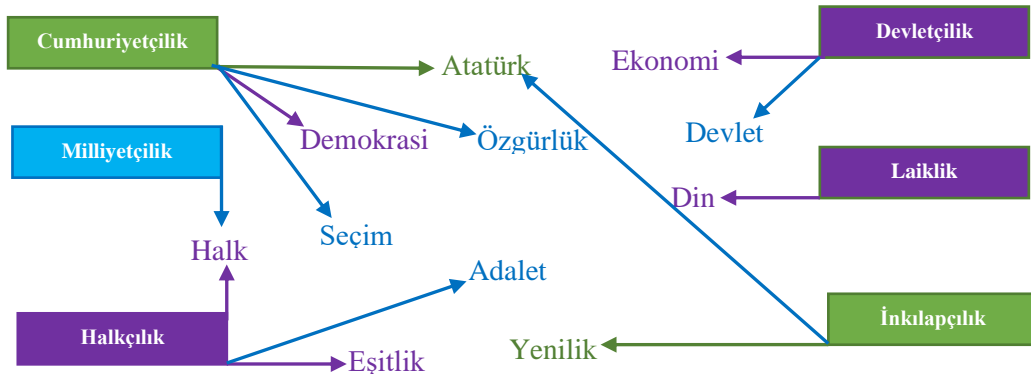 Cumhuriyetçilik
Devletçilik
Atatürk
Ekonomi
Demokrasi
Özgürlük
Devlet
Milliyetçilik
Laiklik
Din
Seçim
Halk
Adalet
İnkılapçılık
Halkçılık
Yenilik
Eşitlik